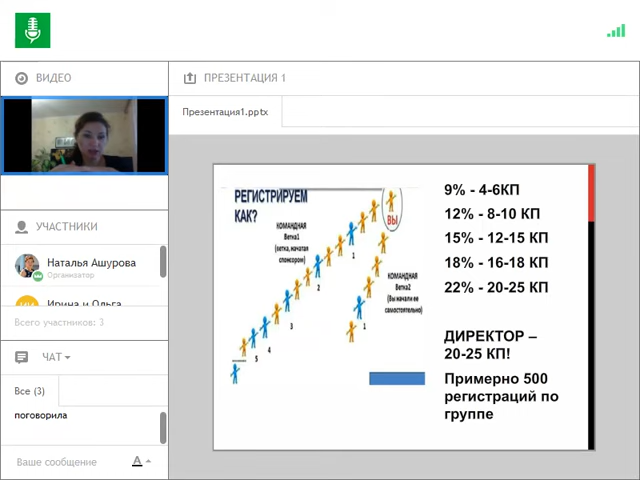 ВИДЕО
ПРЕЗЕНТАЦИЯ 1
Презентация1.pptx
УЧАСТНИКИ
Наталья Ашурова
Организатор
Ирина и Ольга
Всего участников: 3
ЧАТ
Все (3)
поговорила
Ваше сообщение
A
РЕГИСТРИРУЕМ
КАК?
ВЫ
КОМАНДНАЯ
Ветка1
(ветка, начатая
спонсором)
1
2
3
4
5
КОМАНДНАЯ
Ветка2
(Вы начали ее
самостоятельно)
1
9% - 4-6КП
12% - 8-10 КП
15% - 12-15 КП
18% - 16-18 КП
22% - 20-25 КП
ДИРЕКТОР –
20-25 КП!
Примерно 500
регистраций по
группе